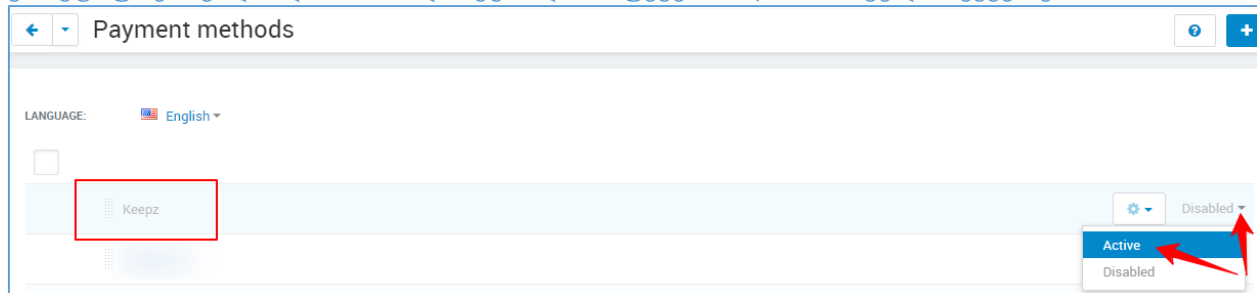 Payment methods
LANGUAGE: English
Keepz Disabled
Active
Disabled